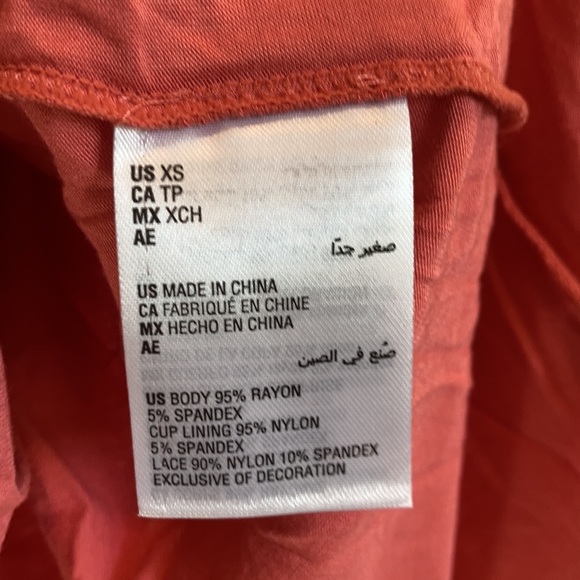 US XS
CA TP
MX XCH
AE
صغير جدًا
US MADE IN CHINA
CA FABRIQUÉ EN CHINE
MX HECHO EN CHINA
AE
صُنع في الصين
US BODY 95% RAYON
5% SPANDEX
CUP LINING 95% NYLON
5% SPANDEX
LACE 90% NYLON 10% SPANDEX
EXCLUSIVE OF DECORATION